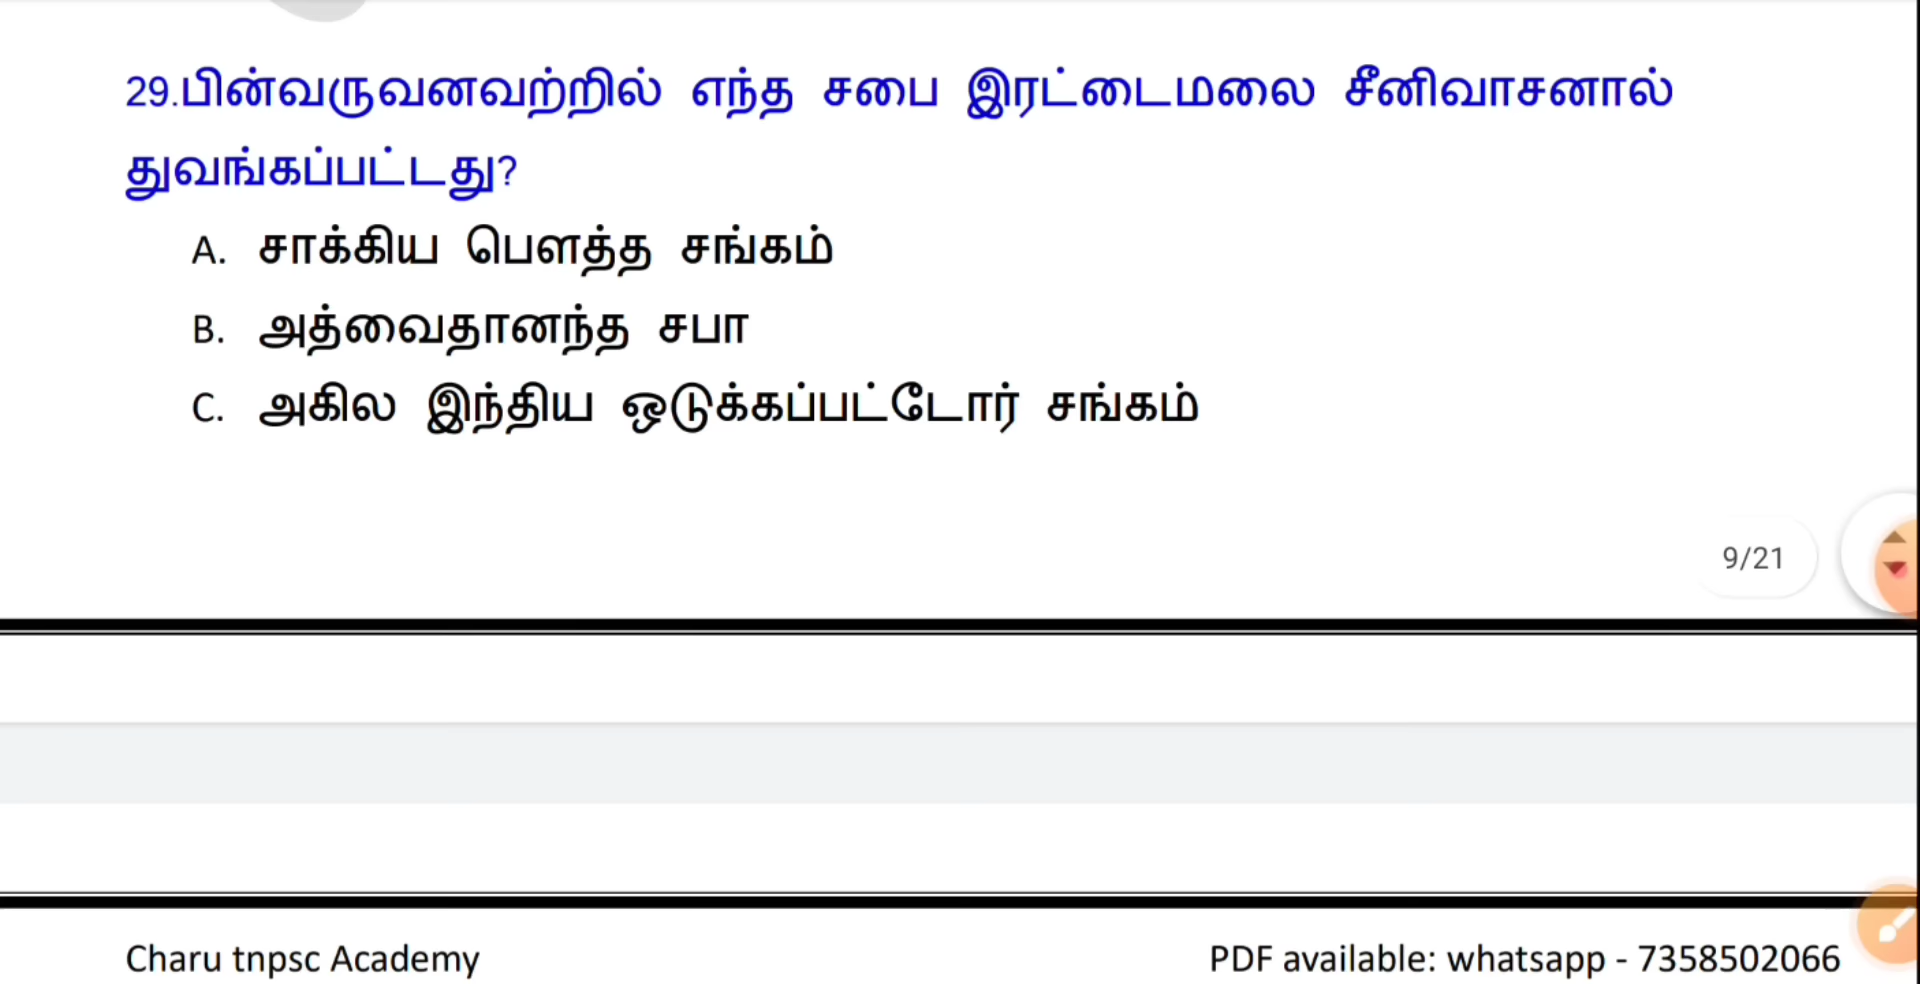 29.பின்வருவனவற்றில் எந்த சபை இரட்டைமலை சீனிவாசனால்
துவங்கப்பட்டது?
A. சாக்கிய பௌத்த சங்கம்
B. அத்வைதானந்த சபா
C. அகில இந்திய ஒடுக்கப்பட்டோர் சங்கம்
9/21
Charu tnpsc Academy
PDF available: whatsapp - 7358502066